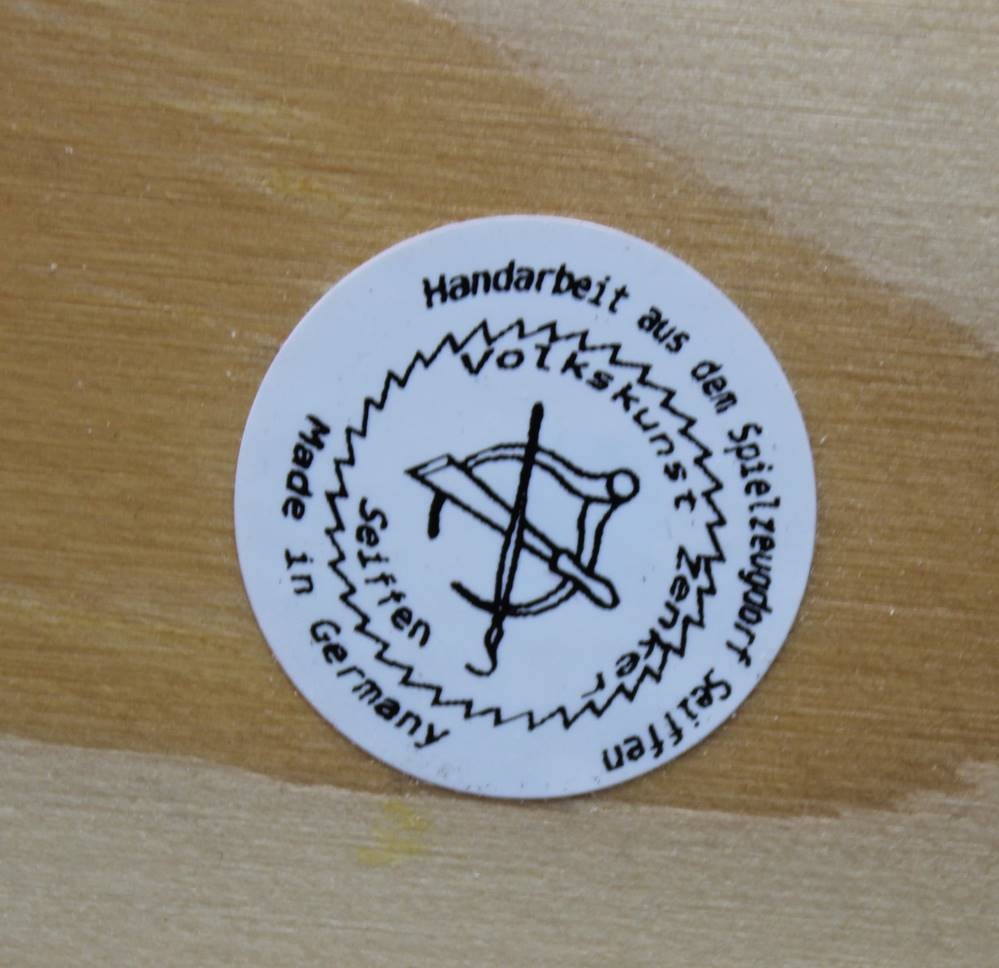 Handarbeit aus dem Spielzeugdorf Seiffen
Made in Germany
Volkskunst Zenker
Seiffen